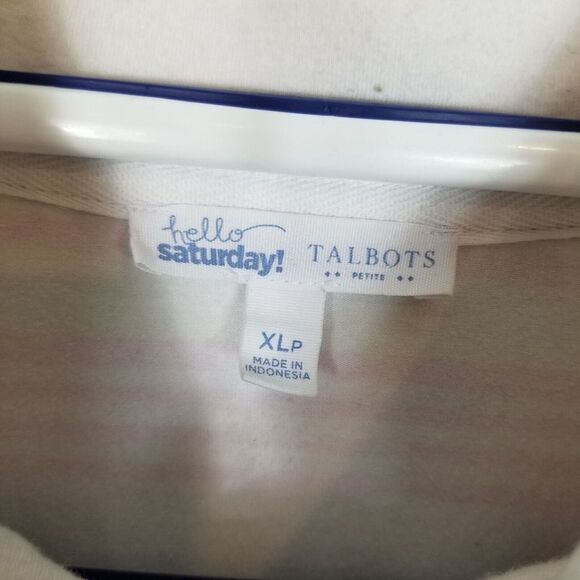 hello
saturday!
TALBOTS
PETITE
XLP
MADE IN
INDONESIA